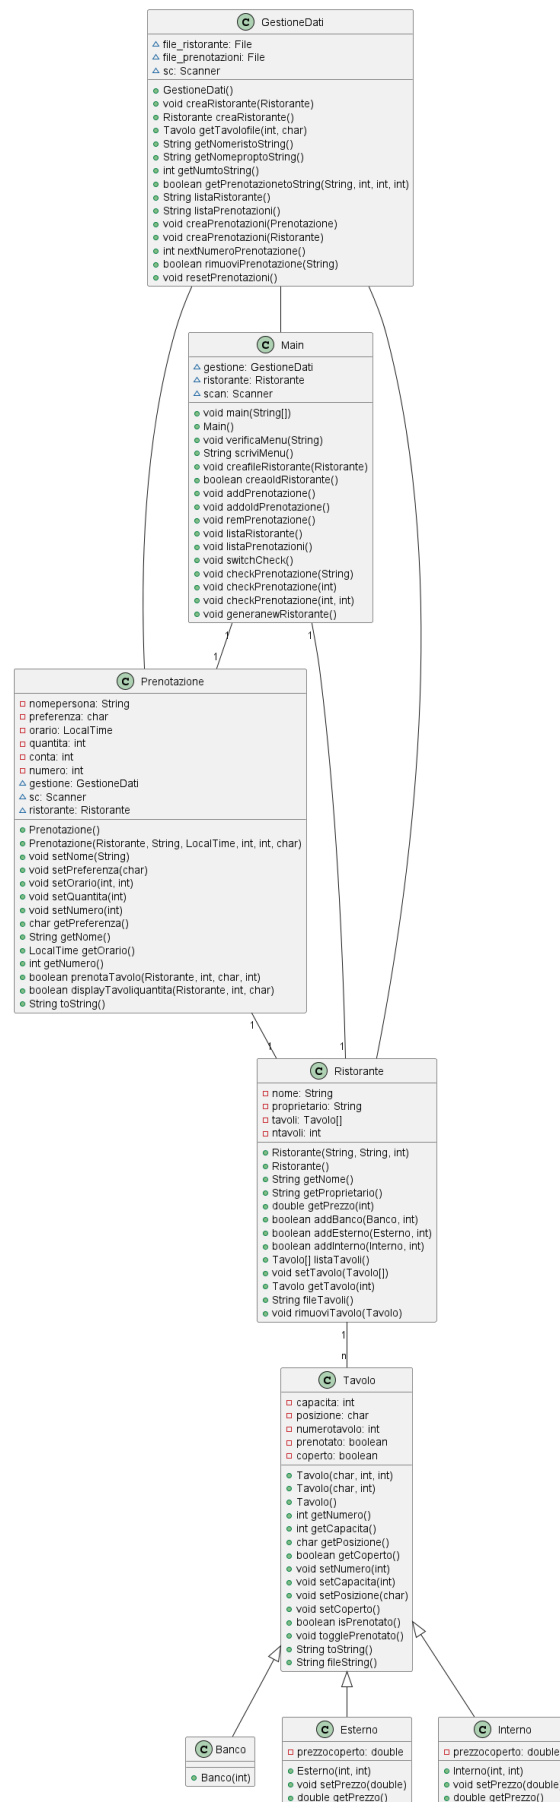 C GestioneDati
file_ristorante: File
file_prenotazioni: File
sc: Scanner
GestioneDati()
void creaRistorante(Ristorante)
Ristorante creaRistorante()
Tavolo getTavolofile(int, char)
String getNomeristoString()
String getNomeproptoString()
int getNumtoString()
boolean getPrenotazionetoString(String, int, int, int)
String listaRistorante()
String listaPrenotazioni()
void creaPrenotazioni(Prenotazione)
void creaPrenotazioni(Ristorante)
int nextNumeroPrenotazione()
boolean rimuoviPrenotazione(String)
void resetPrenotazioni()
C Main
gestione: GestioneDati
ristorante: Ristorante
scan: Scanner
void main(String[])
Main()
void verificaMenu(String)
String scriviMenu()
void creafileRistorante(Ristorante)
boolean creaoldRistorante()
void addPrenotazione()
void addoldPrenotazione()
void remPrenotazione()
void listaRistorante()
void listaPrenotazioni()
void switchCheck()
void checkPrenotazione(String)
void checkPrenotazione(int)
void checkPrenotazione(int, int)
void generanewRistorante()
1 1
1
C Prenotazione
nomepersona: String
preferenza: char
orario: LocalTime
quantita: int
conta: int
numero: int
gestione: GestioneDati
sc: Scanner
ristorante: Ristorante
Prenotazione()
Prenotazione(Ristorante, String, LocalTime, int, int, char)
void setNome(String)
void setPreferenza(char)
void setOrario(int, int)
void setQuantita(int)
void setNumero(int)
char getPreferenza()
String getNome()
LocalTime getOrario()
int getNumero()
boolean prenotaTavolo(Ristorante, int, char, int)
boolean displayTavoliquantita(Ristorante, int, char)
String toString()
1
1 1
C Ristorante
nome: String
proprietario: String
tavoli: Tavolo[]
ntavoli: int
Ristorante(String, String, int)
Ristorante()
String getNome()
String getProprietario()
double getPrezzo(int)
boolean addBanco(Banco, int)
boolean addEsterno(Esterno, int)
boolean addInterno(Interno, int)
Tavolo[] listaTavoli()
void setTavolo(Tavolo[])
Tavolo getTavolo(int)
String fileTavoli()
void rimuoviTavolo(Tavolo)
1
n
C Tavolo
capacita: int
posizione: char
numerotavolo: int
prenotato: boolean
coperto: boolean
Tavolo(char, int, int)
Tavolo(char, int)
Tavolo()
int getNumero()
int getCapacita()
char getPosizione()
boolean getCoperto()
void setNumero(int)
void setCapacita(int)
void setPosizione(char)
void setCoperto()
boolean isPrenotato()
void togglePrenotato()
String toString()
String fileString()
C Banco
Banco(int)
C Esterno
prezzocoperto: double
Esterno(int, int)
void setPrezzo(double)
double getPrezzo()
C Interno
prezzocoperto: double
Interno(int, int)
void setPrezzo(double
double getPrezzo()